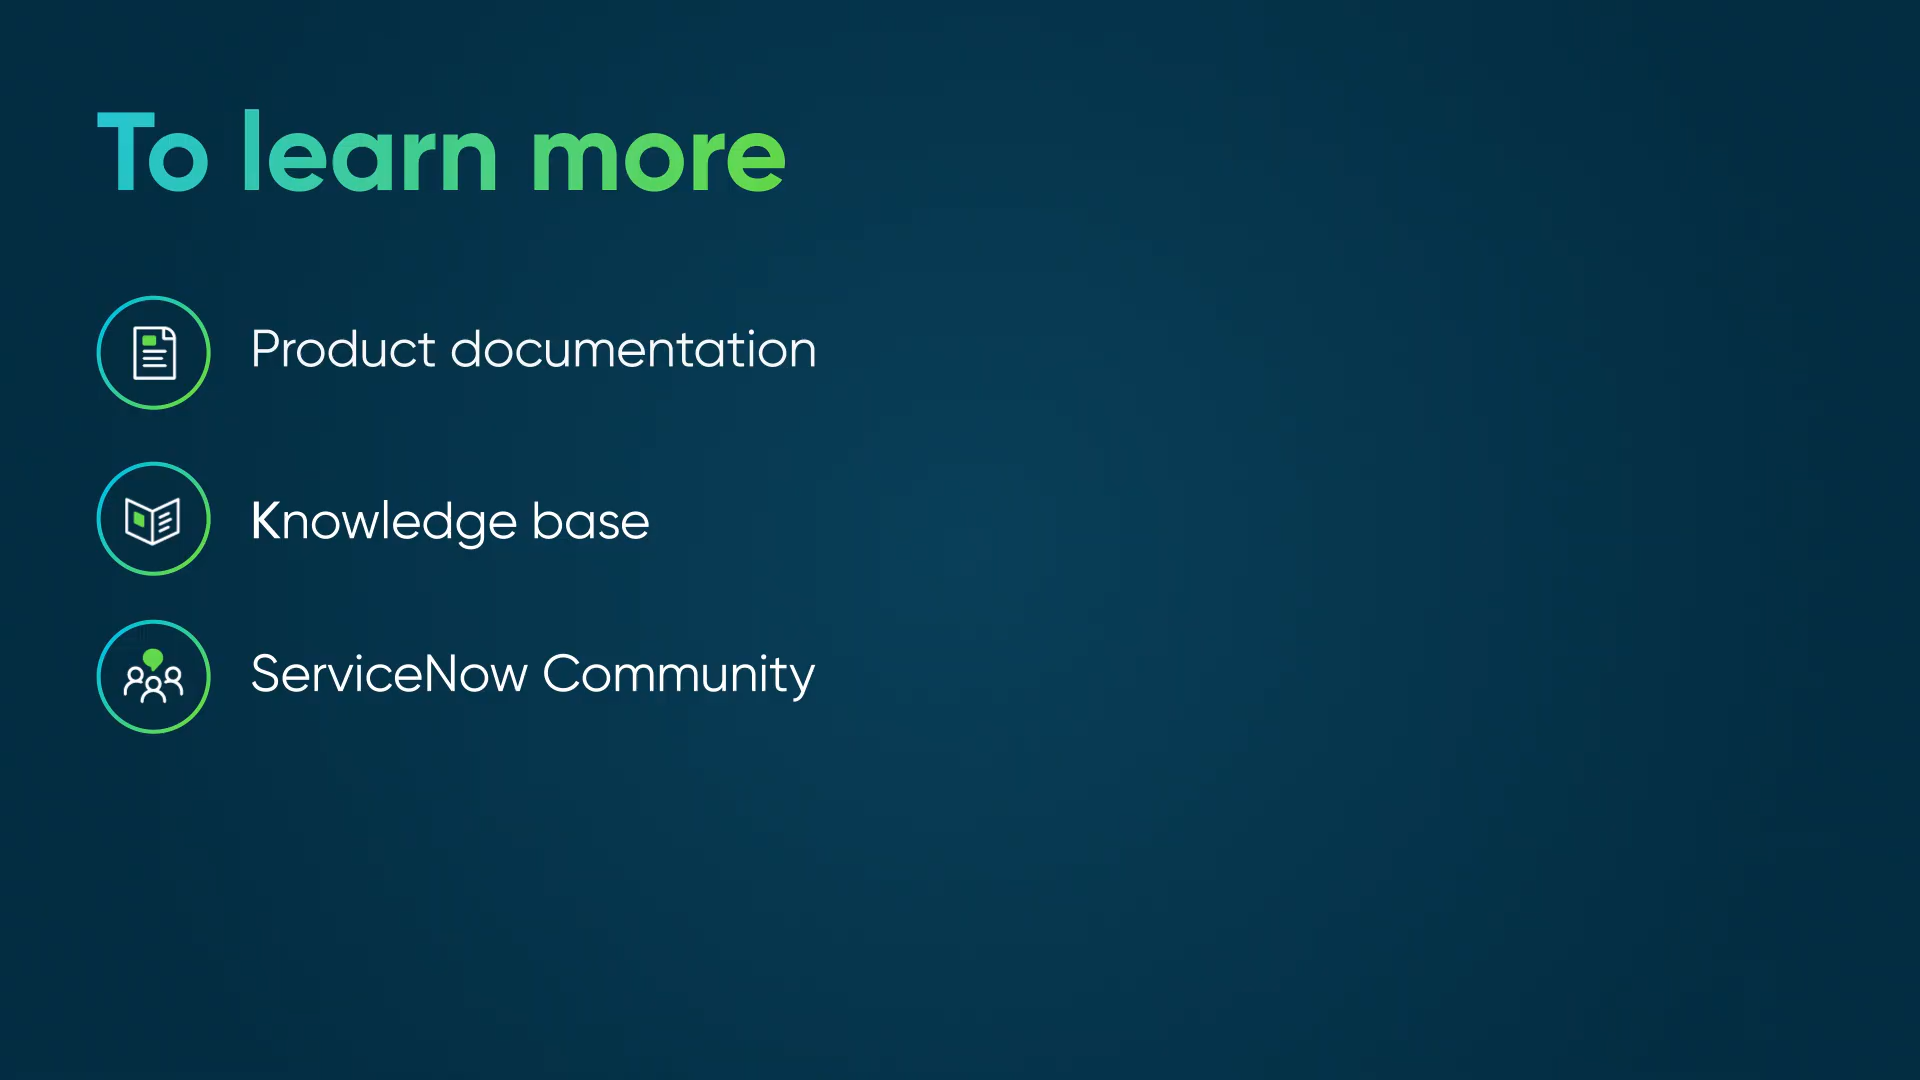 To learn more
Product documentation
Knowledge base
ServiceNow Community